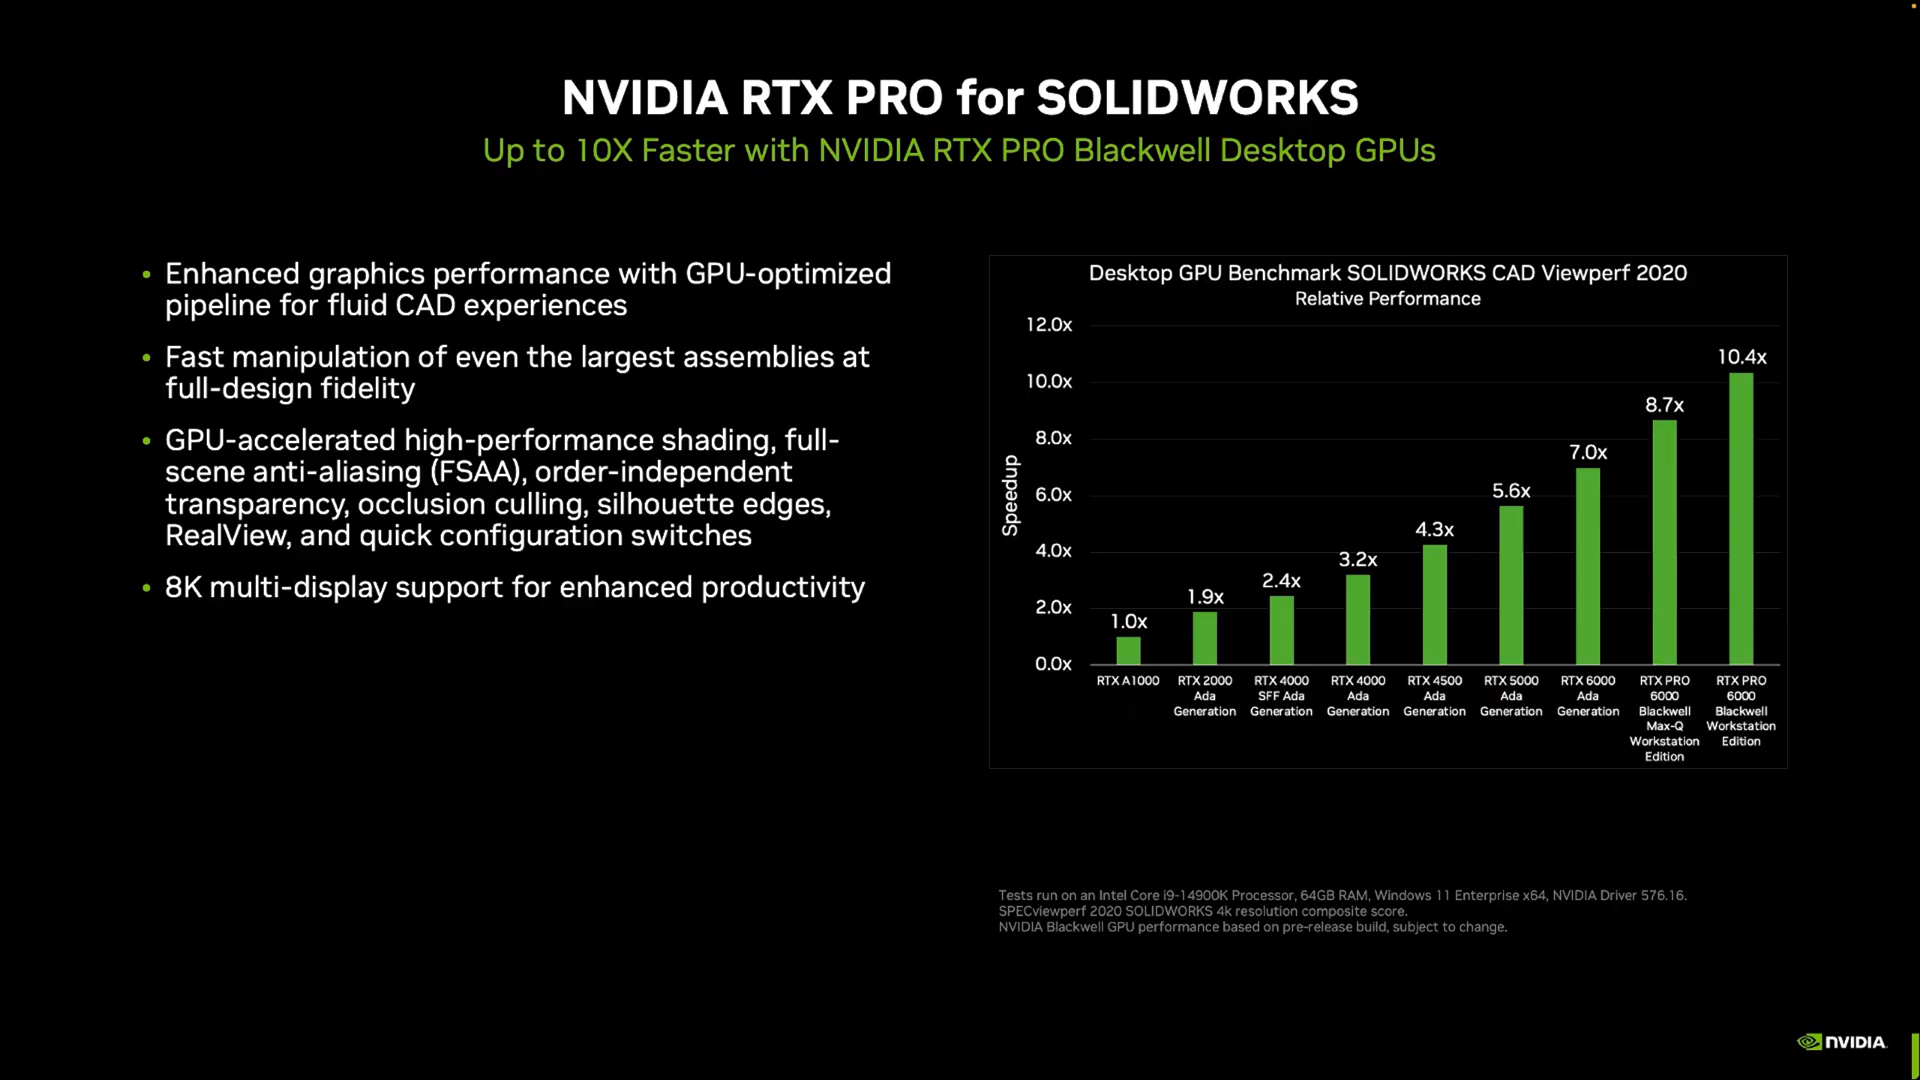 NVIDIA RTX PRO for SOLIDWORKS
Up to 10X Faster with NVIDIA RTX PRO Blackwell Desktop GPUs
• Enhanced graphics performance with GPU-optimized
pipeline for fluid CAD experiences
• Fast manipulation of even the largest assemblies at
full-design fidelity
• GPU-accelerated high-performance shading, full-
scene anti-aliasing (FSAA), order-independent
transparency, occlusion culling, silhouette edges,
RealView, and quick configuration switches
• 8K multi-display support for enhanced productivity
Desktop GPU Benchmark SOLIDWORKS CAD Viewperf 2020
Relative Performance
Speedup
12.0x
10.0x
8.0x
6.0x
4.0x
2.0x
0.0x
1.0x
1.9x
2.4x
3.2x
4.3x
5.6x
7.0x
8.7x
10.4x
RTX A1000
RTX 2000
Ada
Generation
RTX 4000
SFF Ada
Generation
RTX 4000
Ada
Generation
RTX 4500
Ada
Generation
RTX 5000
Ada
Generation
RTX 6000
Ada
Generation
RTX PRO
6000
Blackwell
Max-Q
Workstation
Edition
RTX PRO
6000
Blackwell
Workstation
Edition
Tests run on an Intel Core i9-14900K Processor, 64GB RAM, Windows 11 Enterprise x64, NVIDIA Driver 576.16.
SPECviewperf 2020 SOLIDWORKS 4k resolution composite score.
NVIDIA Blackwell GPU performance based on pre-release build, subject to change.
NVIDIA.